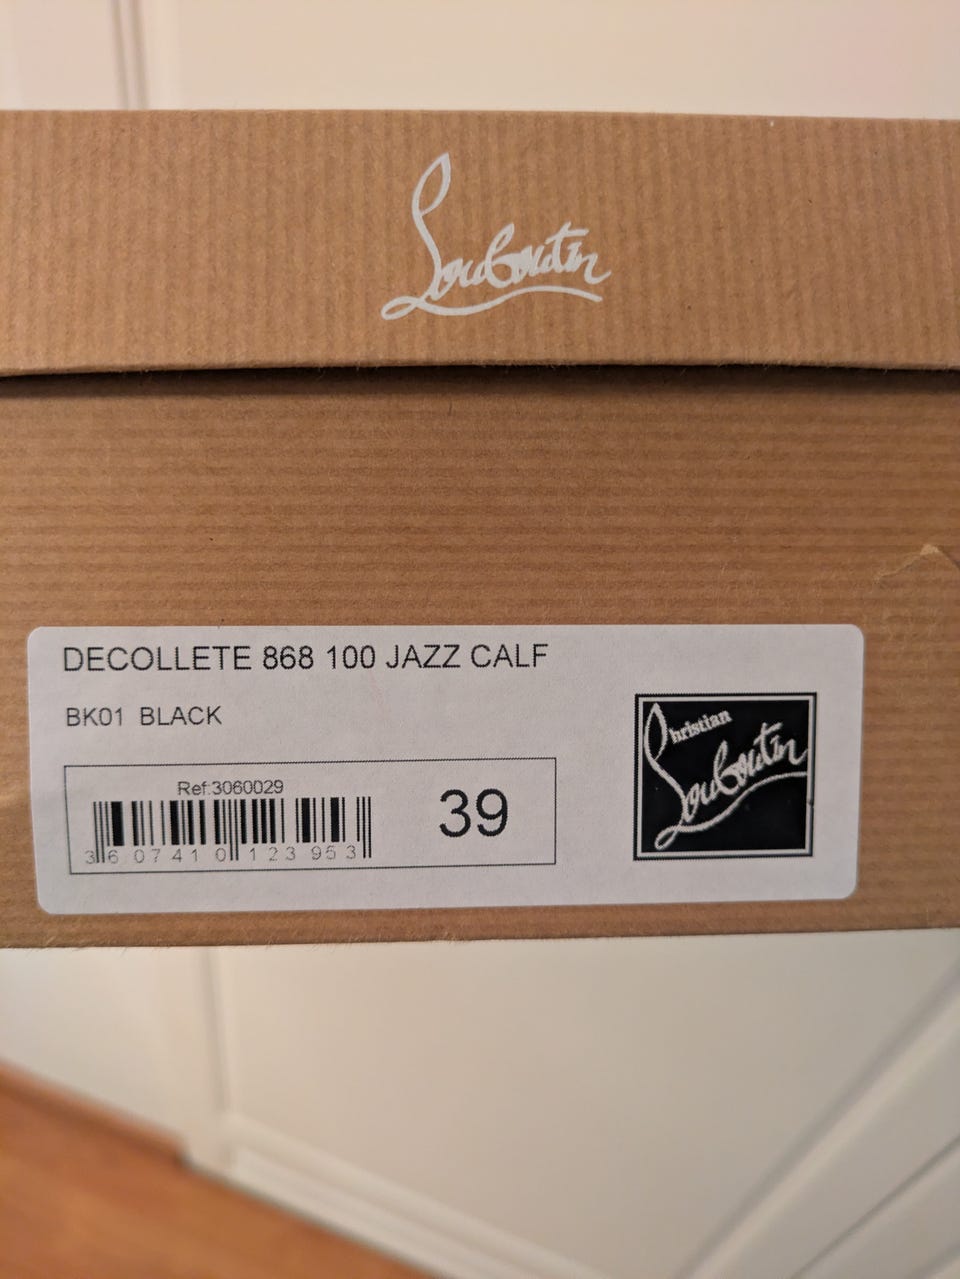 Louboutin
DECOLLETE 868 100 JAZZ CALF
BK01 BLACK
Ref:3060029
3 607410 123953
39
Christian
Louboutin